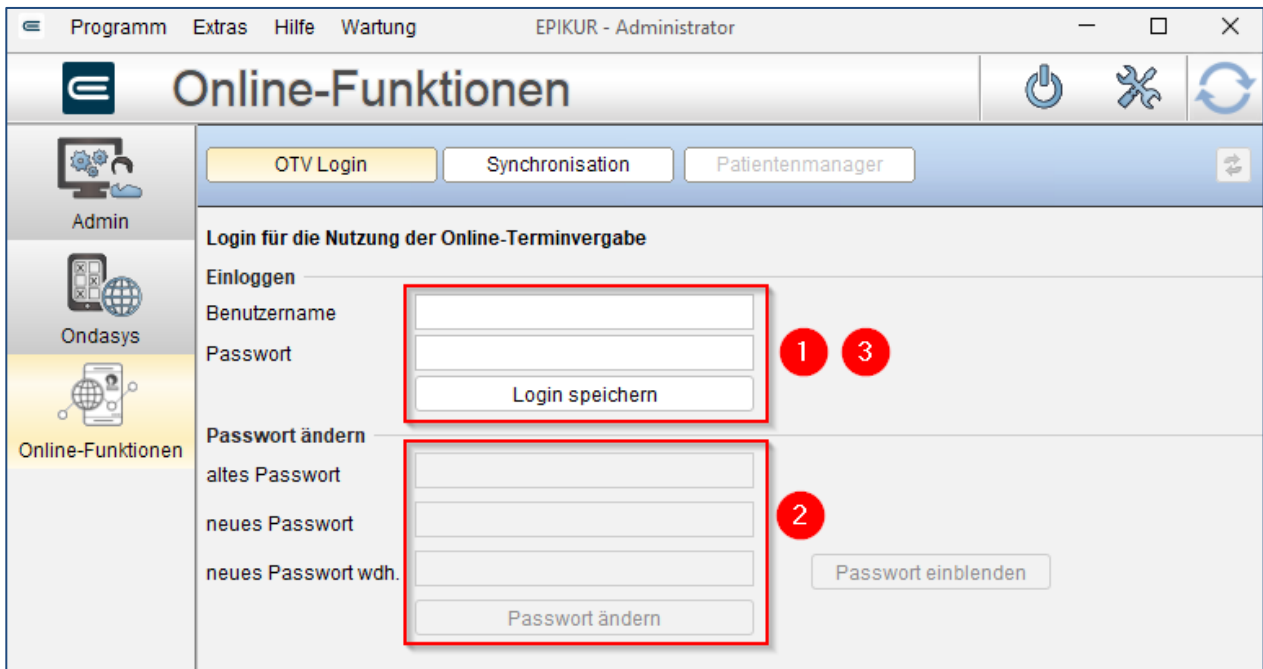 Programm Extras Hilfe Wartung EPIKUR - Administrator
Online-Funktionen
OTV Login Synchronisation Patientenmanager
Admin
Login für die Nutzung der Online-Terminvergabe
Einloggen
Benutzername
Ondasys
Passwort
1 3
Login speichern
Passwort ändern
Online-Funktionen
altes Passwort
neues Passwort
2
neues Passwort wdh.
Passwort einblenden
Passwort ändern